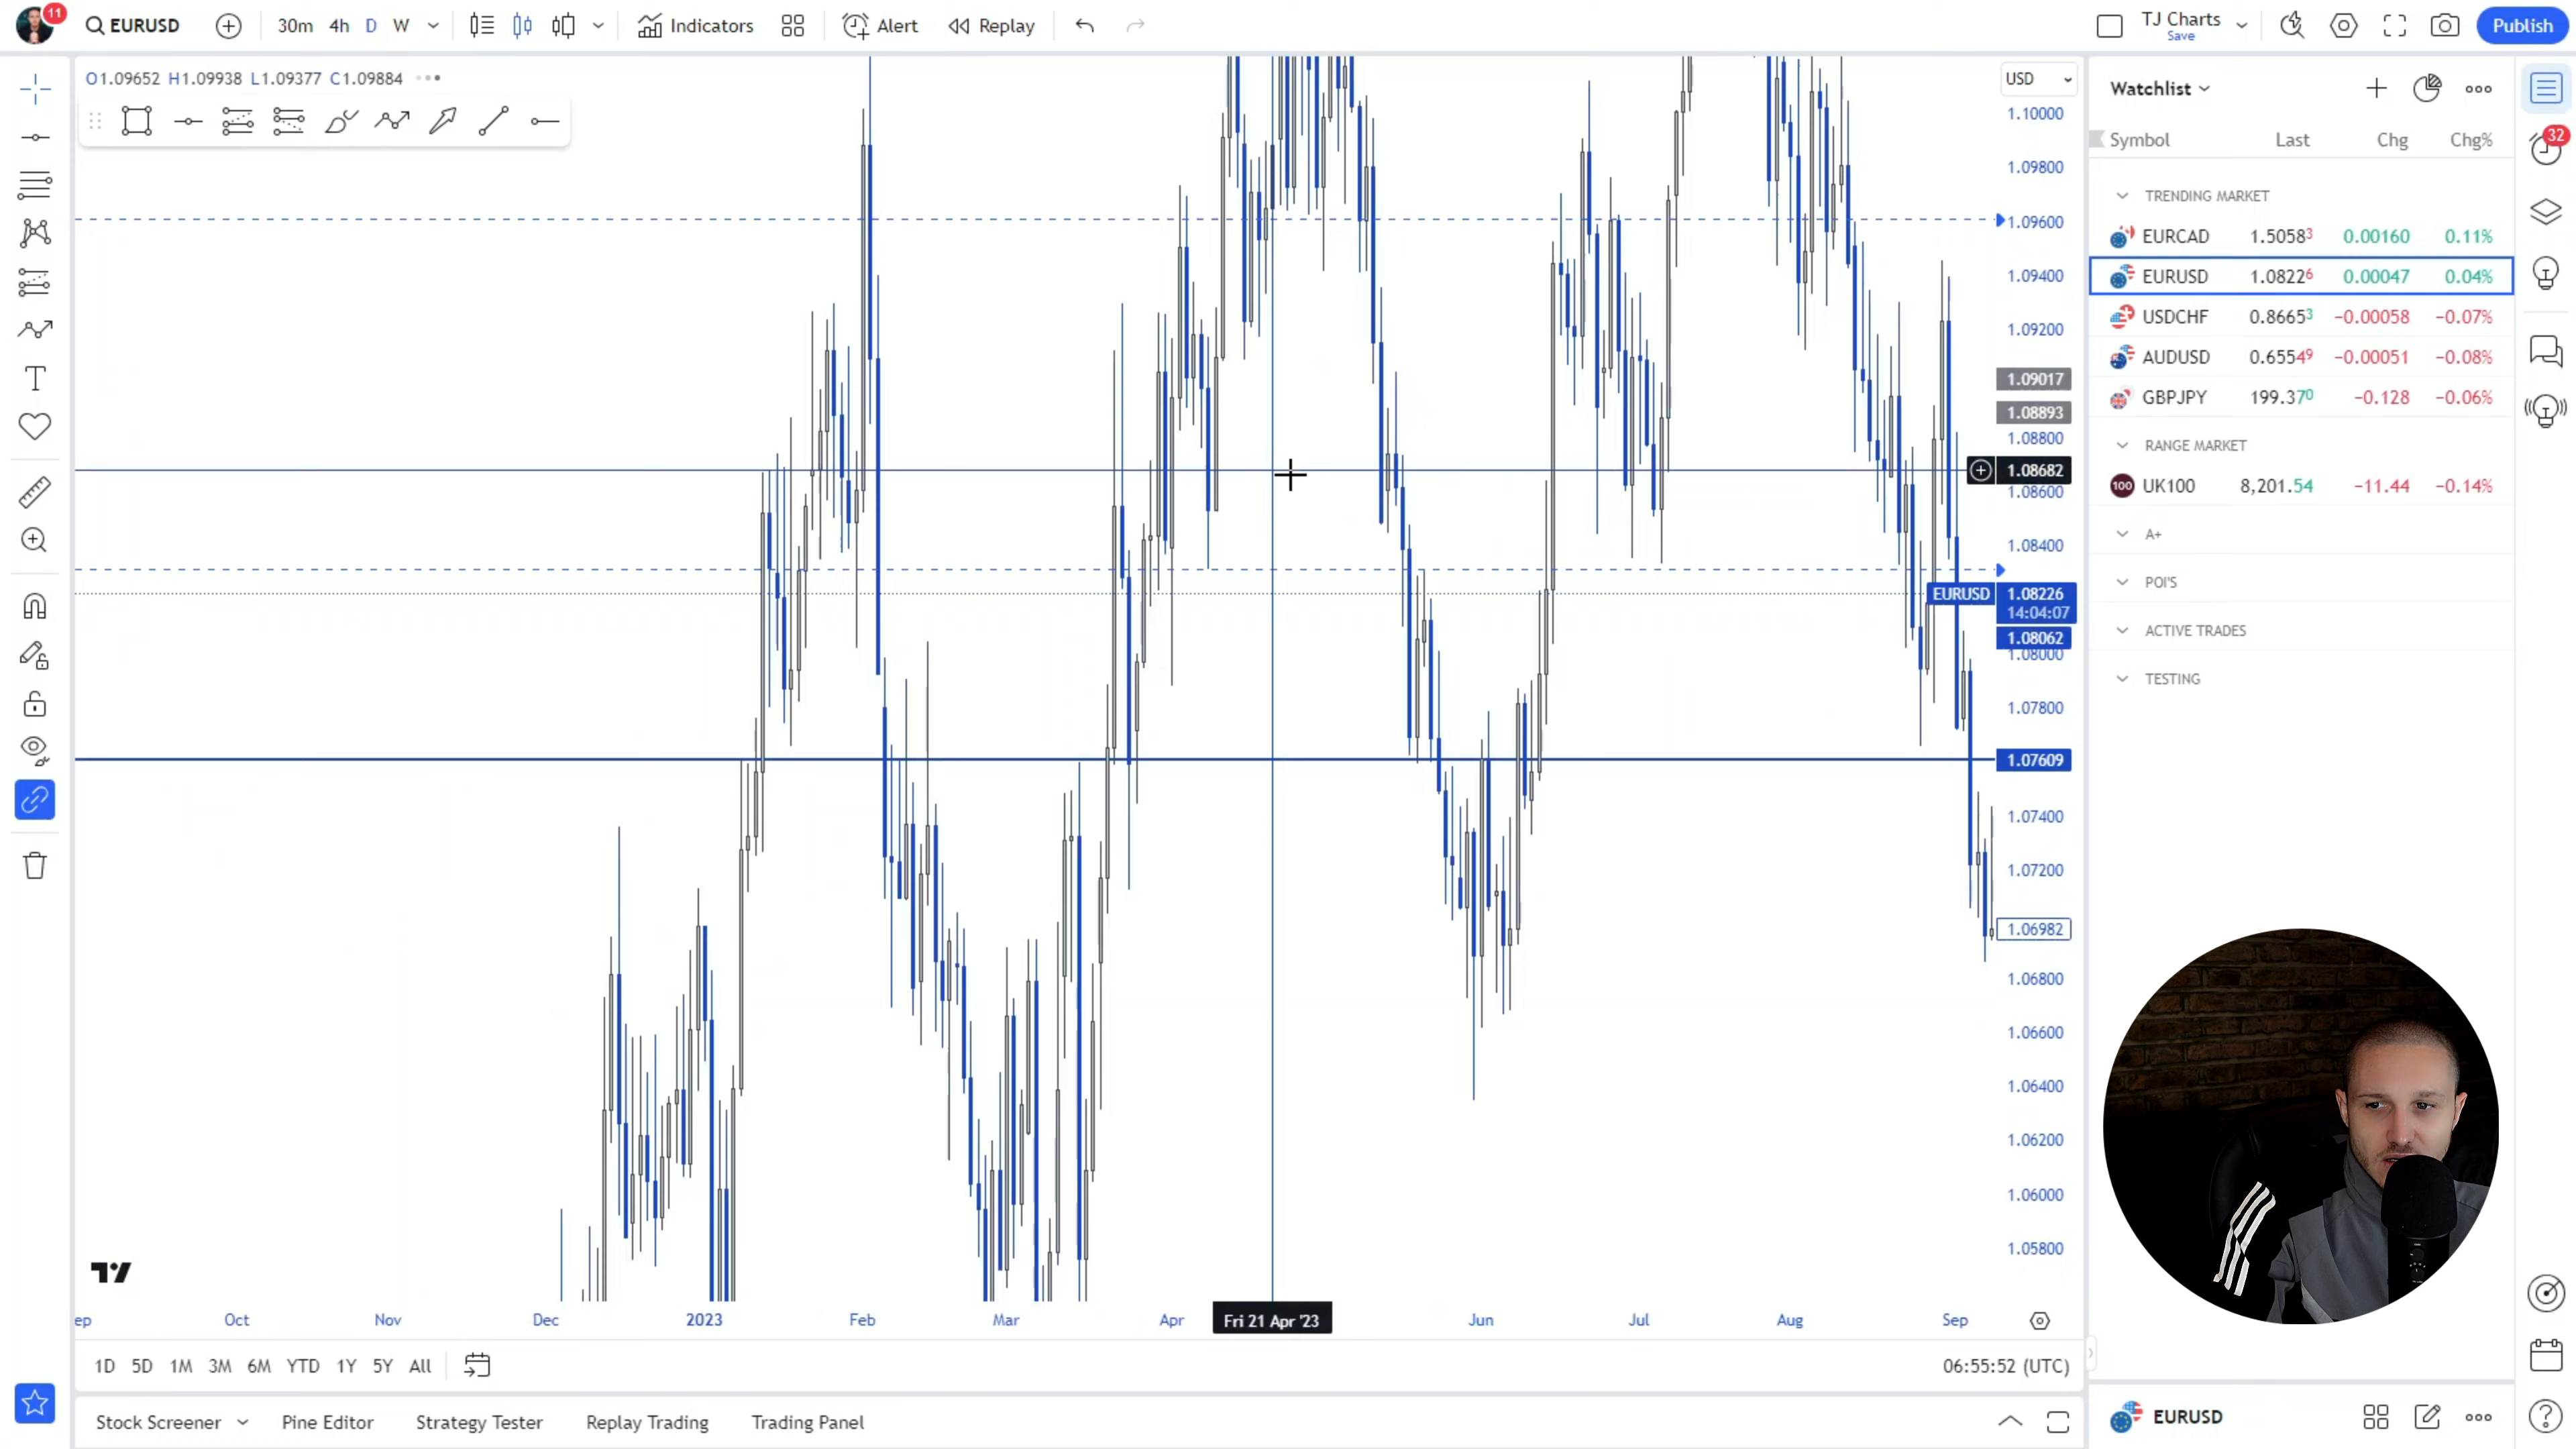 11 EURUSD 30m 4h D W Indicators Alert Replay TJ Charts Save Publish
O1.09652 H1.09938 L1.09377 C1.09884 USD
1.10000
1.09800
1.09600
1.09400
1.09200
1.09017
1.08893
1.08800
1.08682
1.08600
1.08400
EURUSD 1.08226
14:04:07
1.08062
1.08000
1.07800
1.07609
1.07400
1.07200
1.06982
1.06800
1.06600
1.06400
1.06200
1.06000
1.05800
ep Oct Nov Dec 2023 Feb Mar Apr Fri 21 Apr '23 Jun Jul Aug Sep
1D 5D 1M 3M 6M YTD 1Y 5Y All 06:55:52 (UTC)
Stock Screener Pine Editor Strategy Tester Replay Trading Trading Panel
Watchlist
32
Symbol Last Chg Chg%
TRENDING MARKET
EURCAD 1.50583 0.00160 0.11%
EURUSD 1.08226 0.00047 0.04%
USDCHF 0.86653 −0.00058 −0.07%
AUDUSD 0.65549 −0.00051 −0.08%
GBPJPY 199.370 −0.128 −0.06%
RANGE MARKET
100 UK100 8,201.54 −11.44 −0.14%
A+
POI'S
ACTIVE TRADES
TESTING
EURUSD